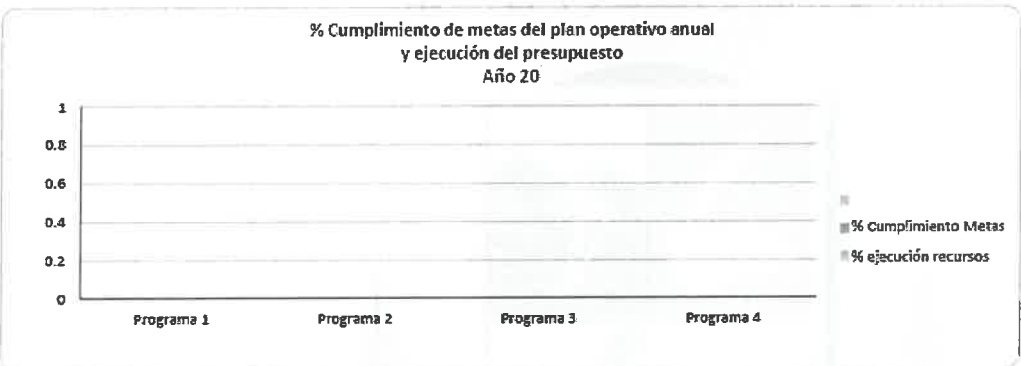 % Cumplimiento de metas del plan operativo anual
y ejecución del presupuesto
Año 20
1
0.8
0.6
0.4
0.2
0
Programa 1
Programa 2
Programa 3
Programa 4
% Cumplimiento Metas
% ejecución recursos